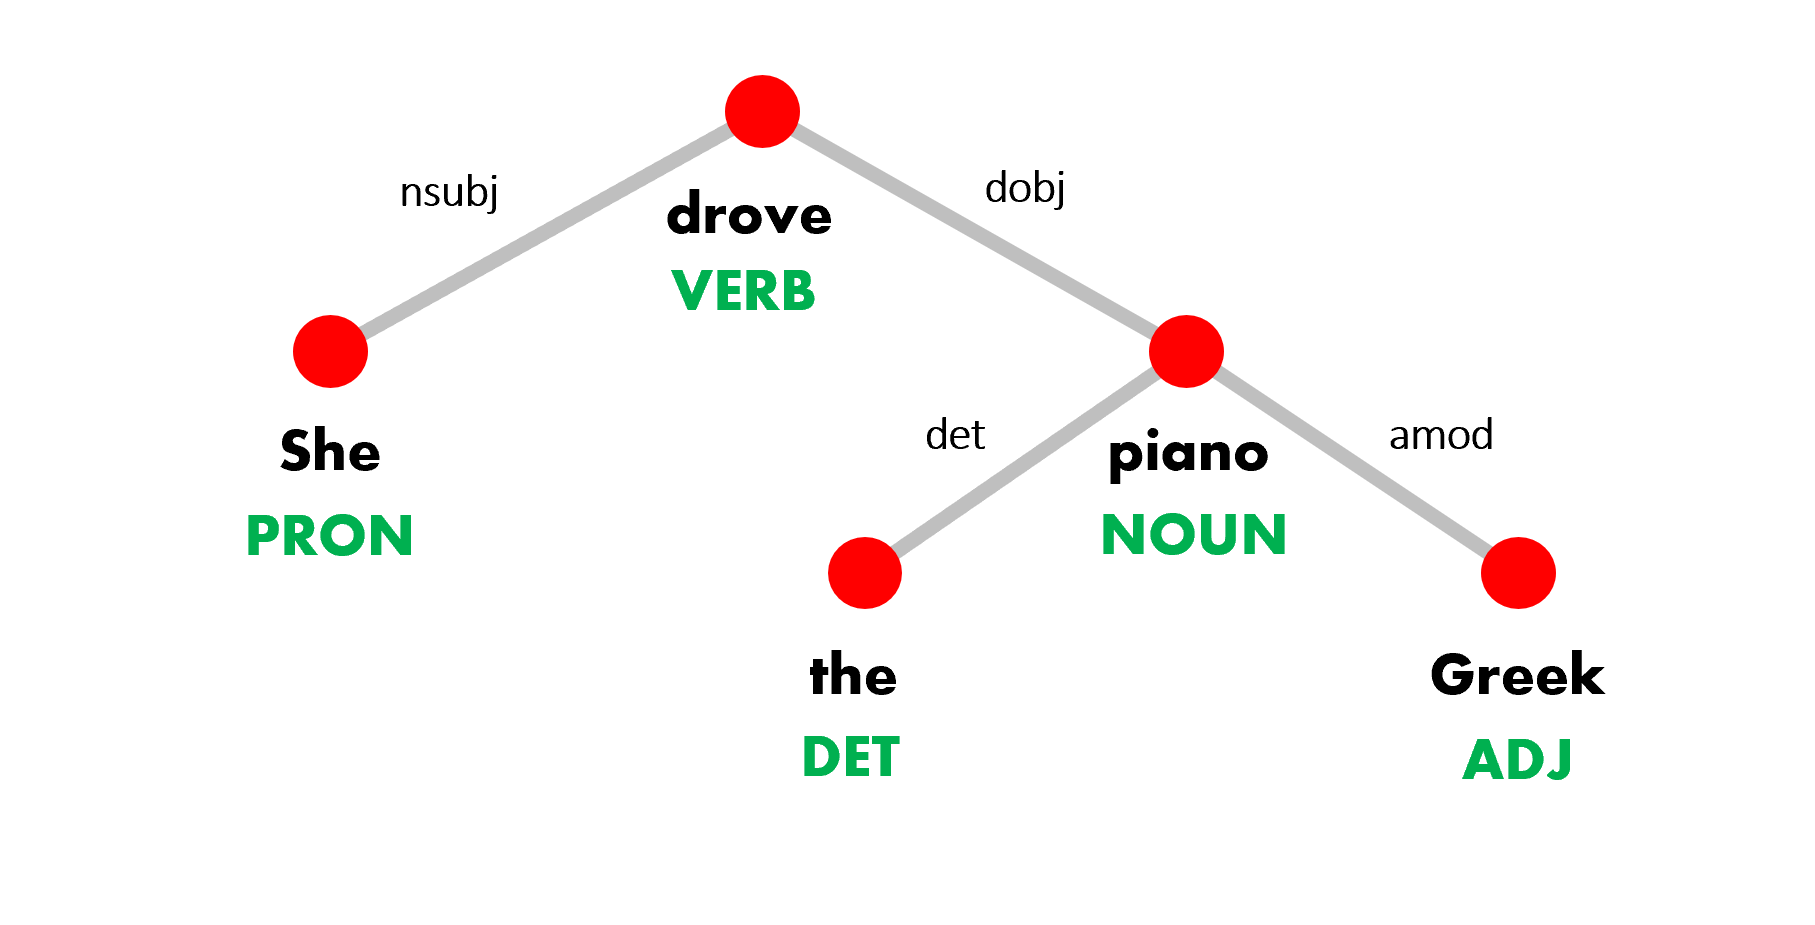 nsubj
dobj
drove
VERB
She
PRON
det
piano
NOUN
amod
the
DET
Greek
ADJ